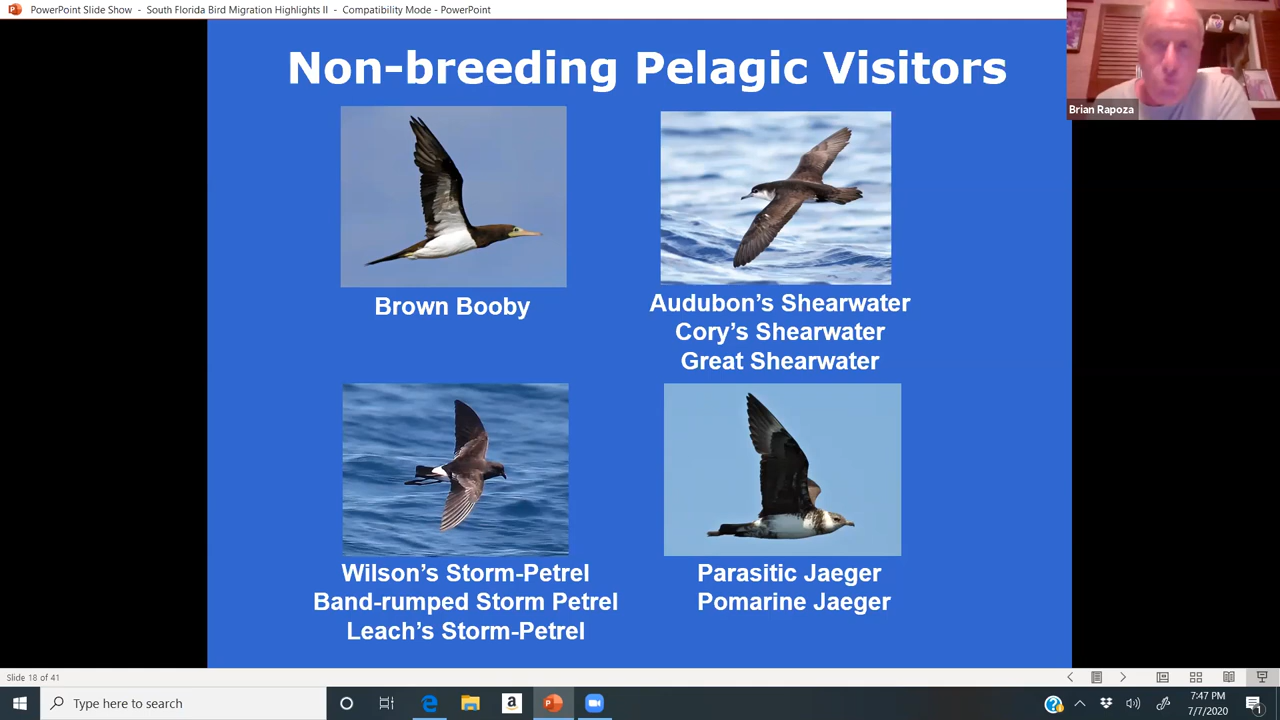 PowerPoint Slide Show - South Florida Bird Migration Highlights II - Compatibility Mode - PowerPoint
Non-breeding Pelagic Visitors
Brian Rapoza
Brown Booby
Audubon's Shearwater
Cory's Shearwater
Great Shearwater
Wilson's Storm-Petrel
Band-rumped Storm Petrel
Leach's Storm-Petrel
Parasitic Jaeger
Pomarine Jaeger
Slide 18 of 41
Type here to search
7:47 PM
7/7/2020